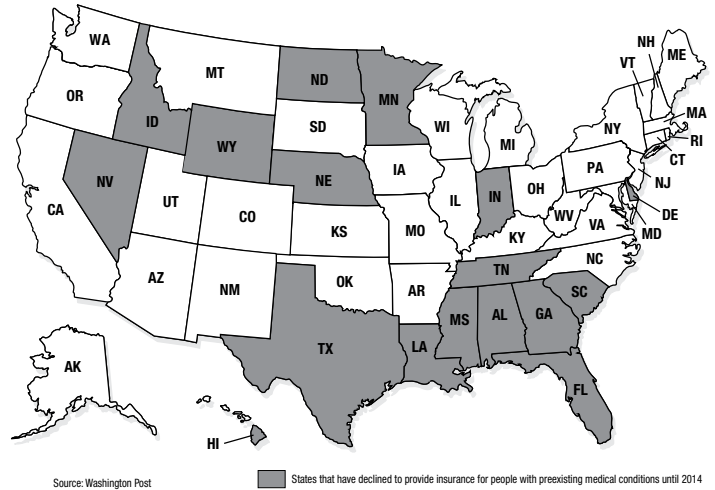 WA
MT
ND
MN
OR
ID
WY
SD
WI
MI
NY
VT
NH
ME
MA
RI
CT
NJ
DE
MD
PA
NV
UT
CO
NE
IA
IL
IN
OH
WV
VA
CA
KS
MO
KY
NC
AZ
NM
OK
AR
TN
SC
TX
LA
MS
AL
GA
FL
AK
HI
Source: Washington Post
States that have declined to provide insurance for people with preexisting medical conditions until 2014